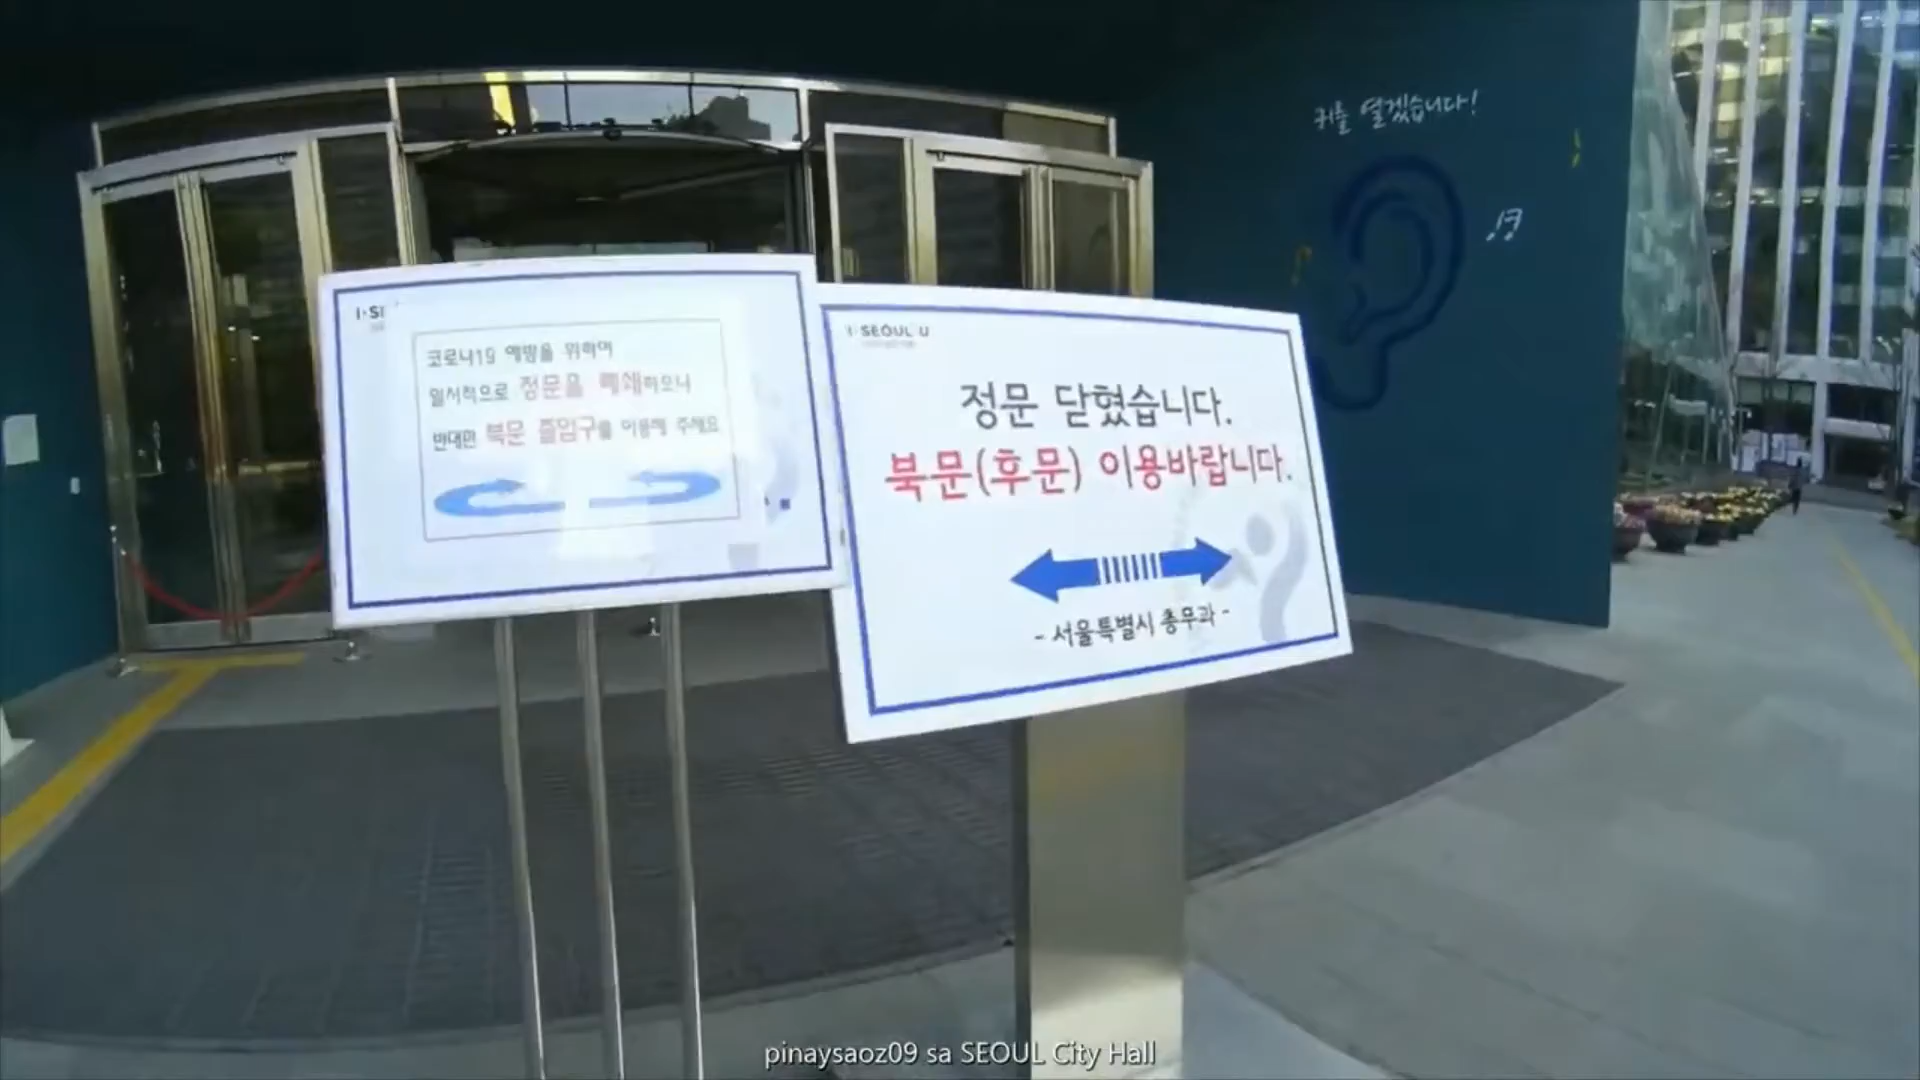 귀를 열겠습니다!
I·SE
코로나19 예방을 위하여
일시적으로 정문을 폐쇄하오니
반대편 북문 출입구를 이용해 주세요
I·SEOUL·U
정문 닫혔습니다.
북문(후문) 이용바랍니다.
- 서울특별시 총무과 -
pinaysaoz09 sa SEOUL City Hall